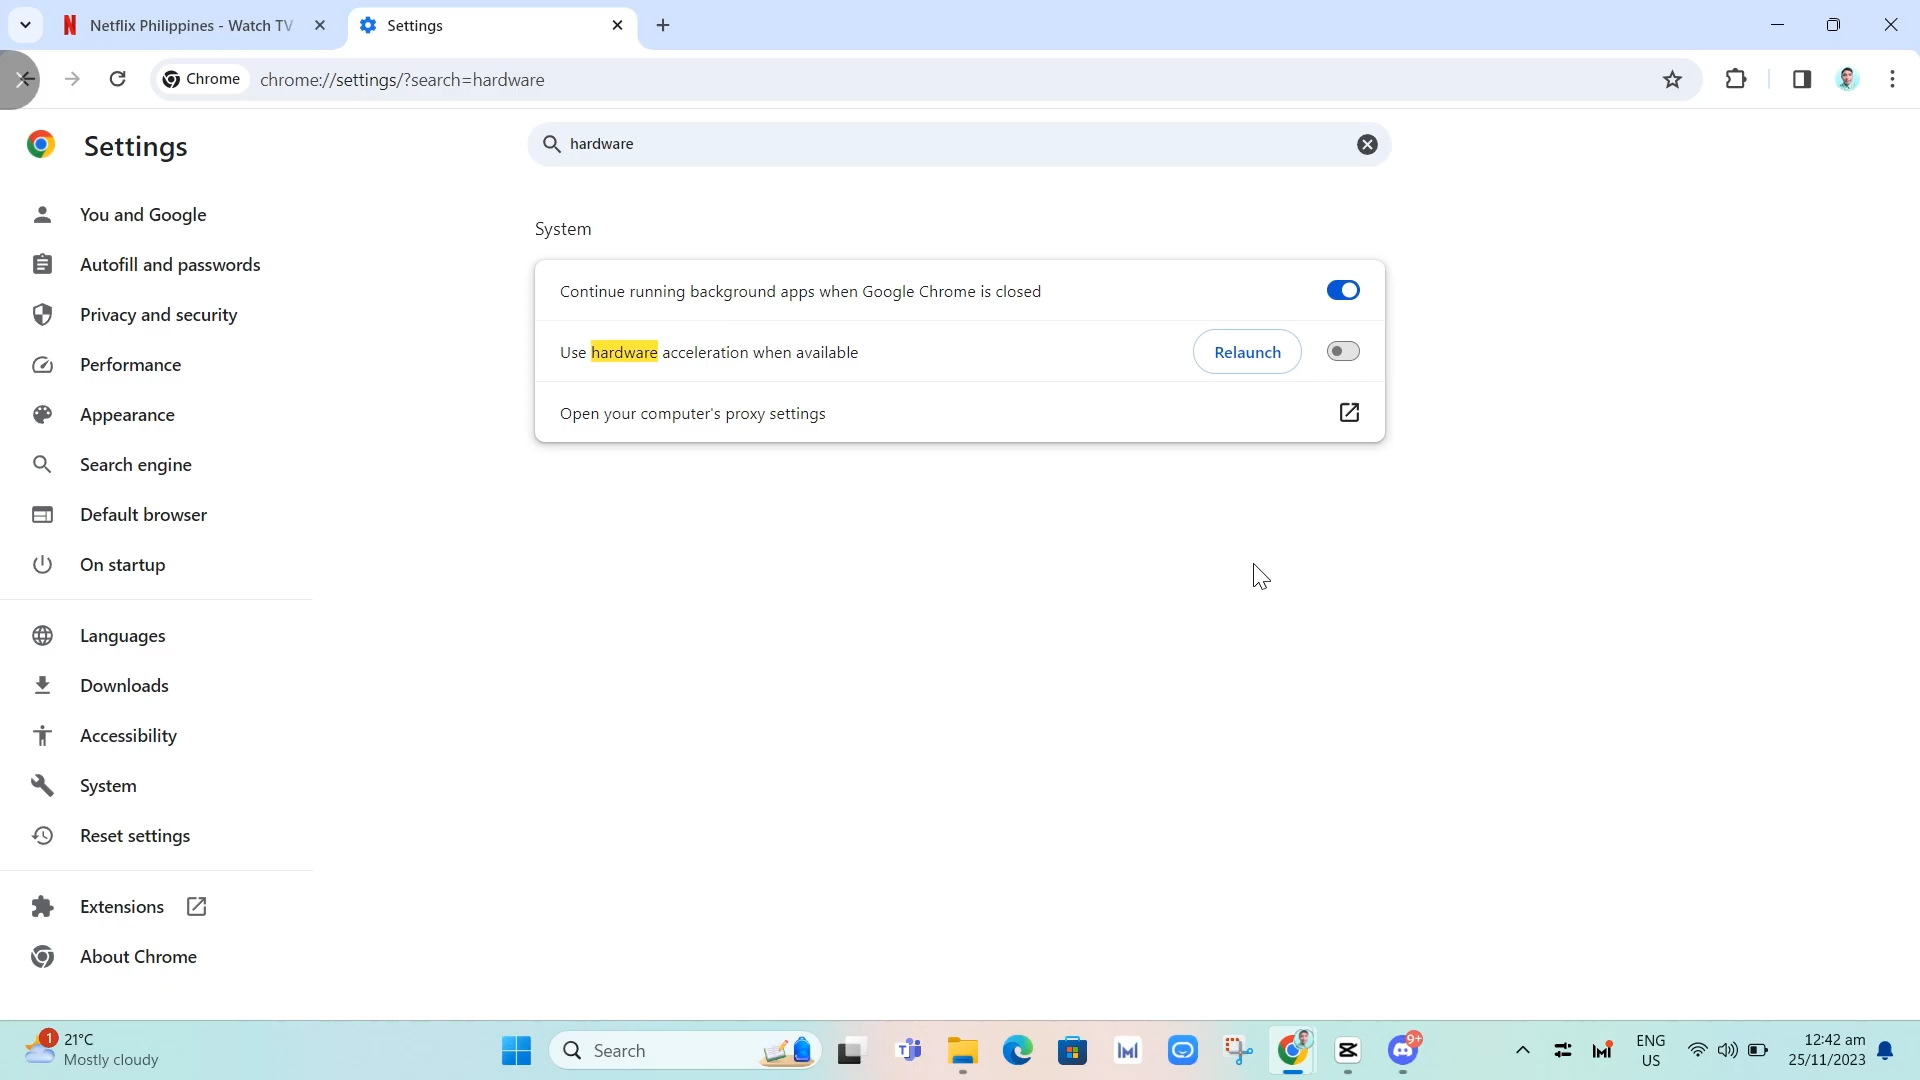 Netflix Philippines - Watch TV
Settings
Chrome
chrome://settings/?search=hardware
Settings
hardware
You and Google
Autofill and passwords
Privacy and security
Performance
Appearance
Search engine
Default browser
On startup
Languages
Downloads
Accessibility
System
Reset settings
Extensions
About Chrome
System
Continue running background apps when Google Chrome is closed
Use hardware acceleration when available
Relaunch
Open your computer's proxy settings
1
21°C
Mostly cloudy
Search
9+
ENG
US
12:42 am
25/11/2023